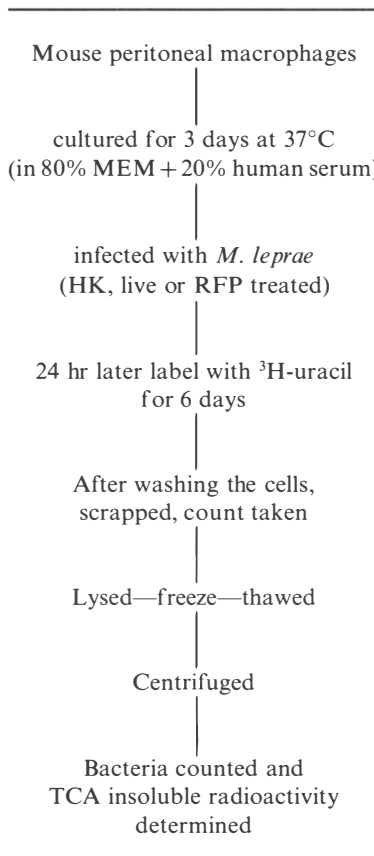 Mouse peritoneal macrophages
cultured for 3 days at 37°C
(in 80% MEM + 20% human serum)
infected with M. leprae
(HK, live or RFP treated)
24 hr later label with ³H-uracil
for 6 days
After washing the cells,
scrapped, count taken
Lysed—freeze—thawed
Centrifuged
Bacteria counted and
TCA insoluble radioactivity
determined